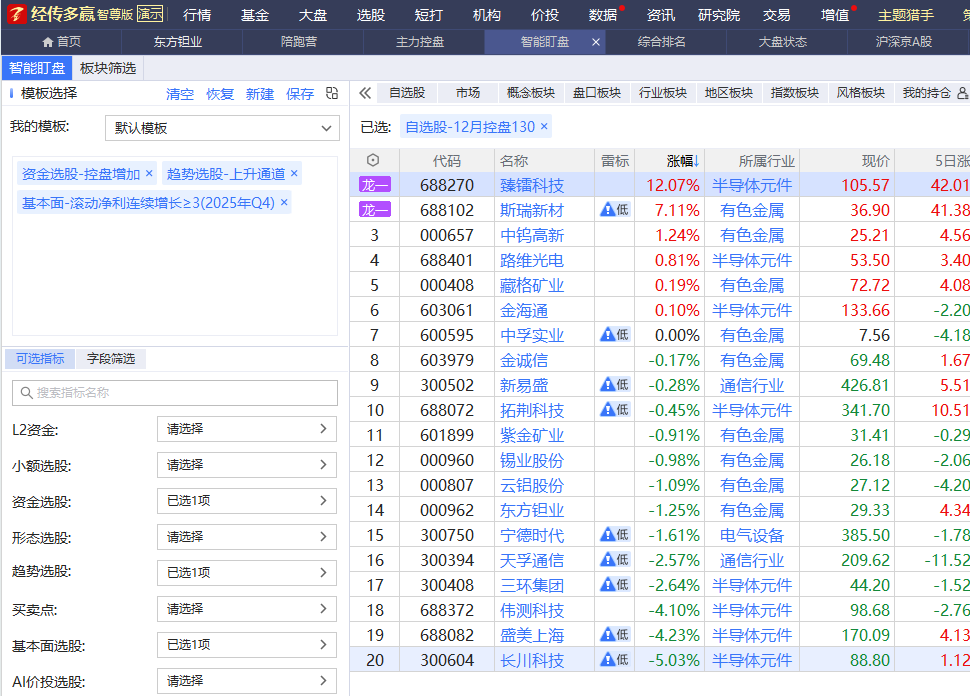 经传多赢 智尊版 演示 行情 基金 大盘 选股 短打 机构 价投 数据 资讯 研究院 交易 增值 主题猎手
首页 东方钽业 陪跑营 主力控盘 智能盯盘 × 综合排名 大盘状态 沪深京A股
智能盯盘 板块筛选
模板选择 清空 恢复 新建 保存
自选股 市场 概念板块 盘口板块 行业板块 地区板块 指数板块 风格板块 我的持仓
我的模板: 默认模板
已选: 自选股-12月控盘130 ×
资金选股-控盘增加 × 趋势选股-上升通道 ×
基本面-滚动净利连续增长≥3(2025年Q4) ×
可选指标 字段筛选
搜索指标名称
L2资金: 请选择
小额选股: 请选择
资金选股: 已选1项
形态选股: 请选择
趋势选股: 已选1项
买卖点: 请选择
基本面选股: 已选1项
AI价投选股: 请选择
代码 名称 雷标 涨幅↓ 所属行业 现价 5日涨
龙一 688270 臻镭科技 12.07% 半导体元件 105.57 42.01
龙一 688102 斯瑞新材 低 7.11% 有色金属 36.90 41.38
3 000657 中钨高新 1.24% 有色金属 25.21 4.56
4 688401 路维光电 0.81% 半导体元件 53.50 3.40
5 000408 藏格矿业 0.19% 有色金属 72.72 4.08
6 603061 金海通 0.10% 半导体元件 133.66 -2.20
7 600595 中孚实业 低 0.00% 有色金属 7.56 -4.18
8 603979 金诚信 -0.17% 有色金属 69.48 1.67
9 300502 新易盛 低 -0.28% 通信行业 426.81 5.51
10 688072 拓荆科技 低 -0.45% 半导体元件 341.70 10.51
11 601899 紫金矿业 -0.91% 有色金属 31.41 -0.29
12 000960 锡业股份 -0.98% 有色金属 26.18 -2.06
13 000807 云铝股份 -1.09% 有色金属 27.12 -4.20
14 000962 东方钽业 -1.25% 有色金属 29.33 4.34
15 300750 宁德时代 低 -1.61% 电气设备 385.50 -1.78
16 300394 天孚通信 低 -2.57% 通信行业 209.62 -11.52
17 300408 三环集团 低 -2.64% 半导体元件 44.20 -1.52
18 688372 伟测科技 -4.10% 半导体元件 98.68 -2.76
19 688082 盛美上海 低 -4.23% 半导体元件 170.09 4.13
20 300604 长川科技 低 -5.03% 半导体元件 88.80 1.12